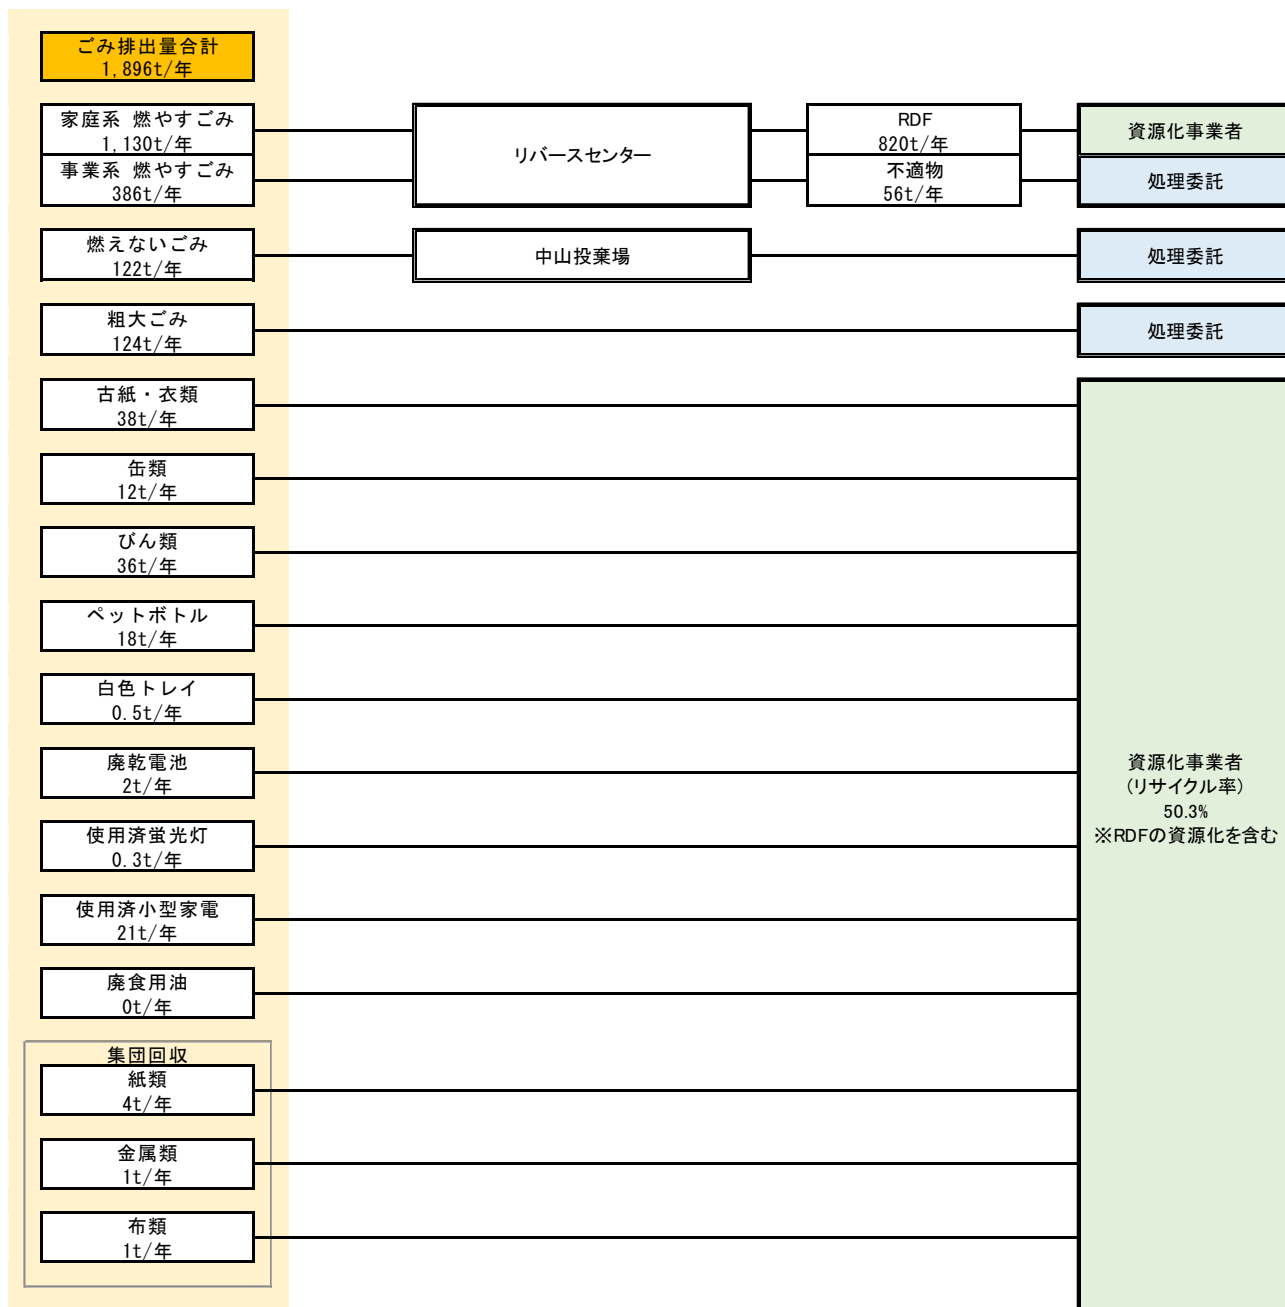 ごみ排出量合計
1,896t/年
家庭系 燃やすごみ
1,130t/年
事業系 燃やすごみ
386t/年
リバースセンター
RDF
820t/年
不適物
56t/年
資源化事業者
処理委託
燃えないごみ
122t/年
中山投棄場
処理委託
粗大ごみ
124t/年
処理委託
古紙・衣類
38t/年
缶類
12t/年
びん類
36t/年
ペットボトル
18t/年
白色トレイ
0.5t/年
廃乾電池
2t/年
使用済蛍光灯
0.3t/年
使用済小型家電
21t/年
廃食用油
0t/年
集団回収
紙類
4t/年
金属類
1t/年
布類
1t/年
資源化事業者
(リサイクル率)
50.3%
※RDFの資源化を含む